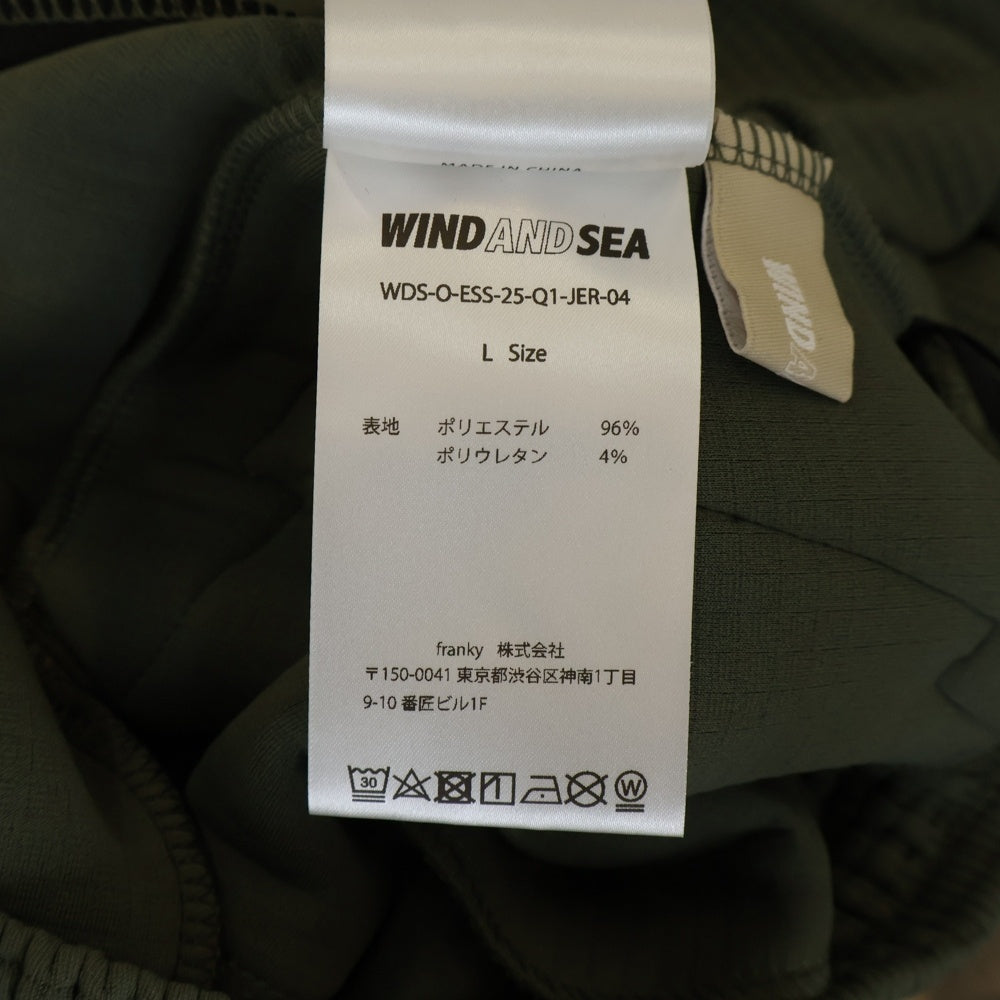 MADE IN CHINA
WINDANDSEA
WDS-O-ESS-25-Q1-JER-04
L Size
表地 ポリエステル 96%
ポリウレタン 4%
franky 株式会社
〒150-0041 東京都渋谷区神南1丁目
9-10 番匠ビル1F
30
W
WIND